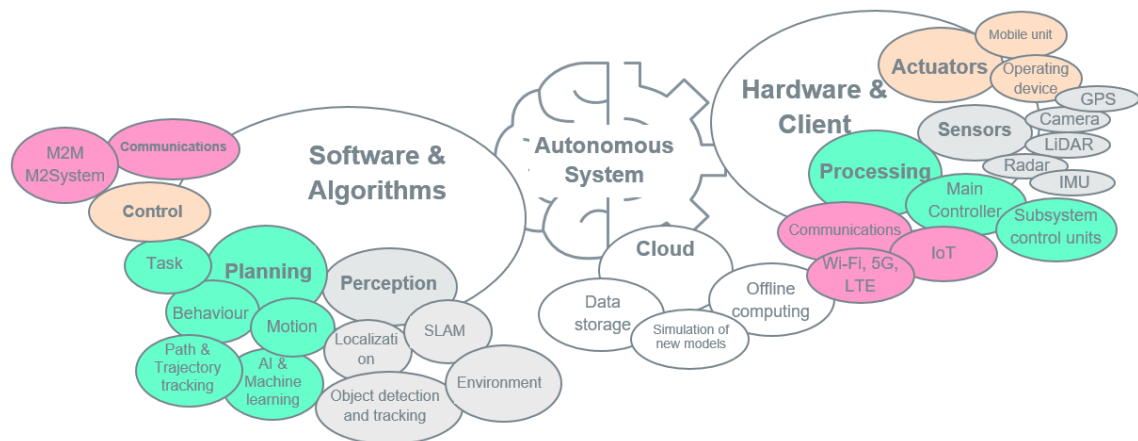 Mobile unit
Actuators
Operating
device
Hardware &
Client
GPS
Camera
Sensors
LiDAR
Radar
IMU
Processing
Main
Controller
Subsystem
control units
Communications
IoT
Wi-Fi, 5G,
LTE
Autonomous
System
Cloud
Data
storage
Offline
computing
Simulation of
new models
Software &
Algorithms
Communications
M2M
M2System
Control
Task
Planning
Behaviour
Motion
Path &
Trajectory
tracking
AI &
Machine
learning
Perception
Localizati
on
SLAM
Environment
Object detection
and tracking